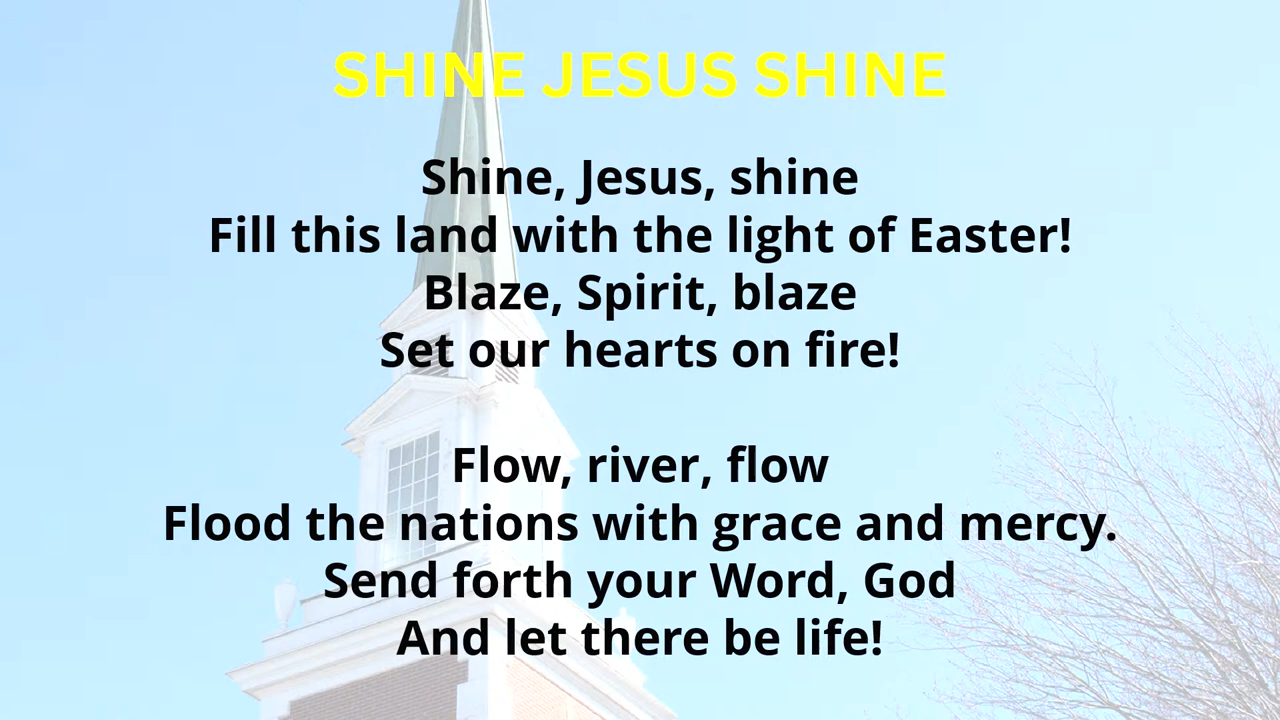 SHINE JESUS SHINE
Shine, Jesus, shine
Fill this land with the light of Easter!
Blaze, Spirit, blaze
Set our hearts on fire!
Flow, river, flow
Flood the nations with grace and mercy.
Send forth your Word, God
And let there be life!